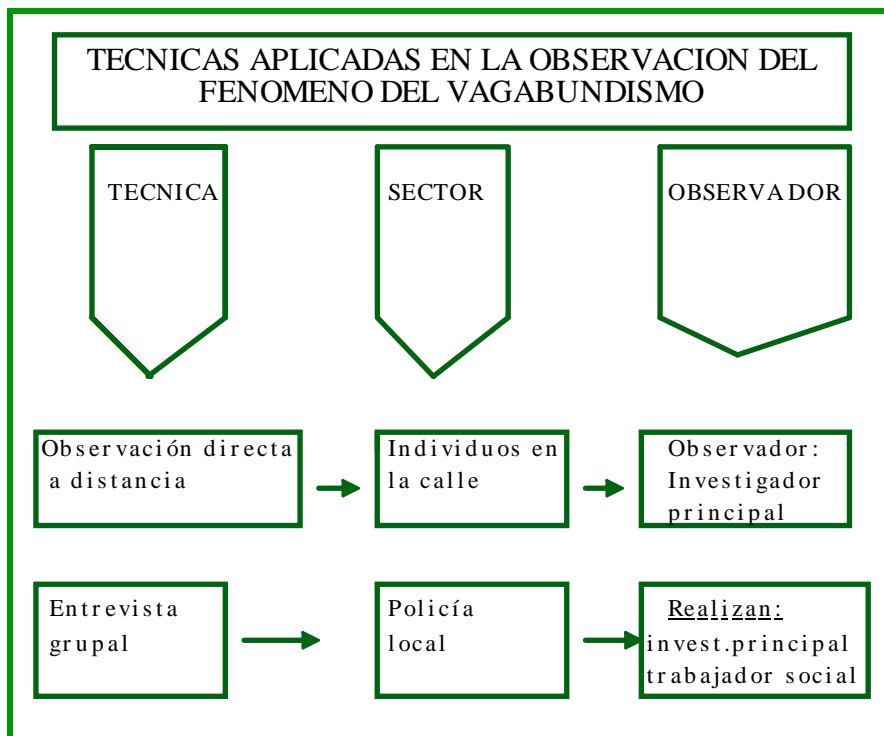 TECNICAS APLICADAS EN LA OBSERVACION DEL
FENOMENO DEL VAGABUNDISMO
TECNICA
SECTOR
OBSERVADOR
Observación directa
a distancia
Individuos en
la calle
Observador:
Investigador
principal
Entrevista
grupal
Policía
local
Realizan:
invest.principal
trabajador social